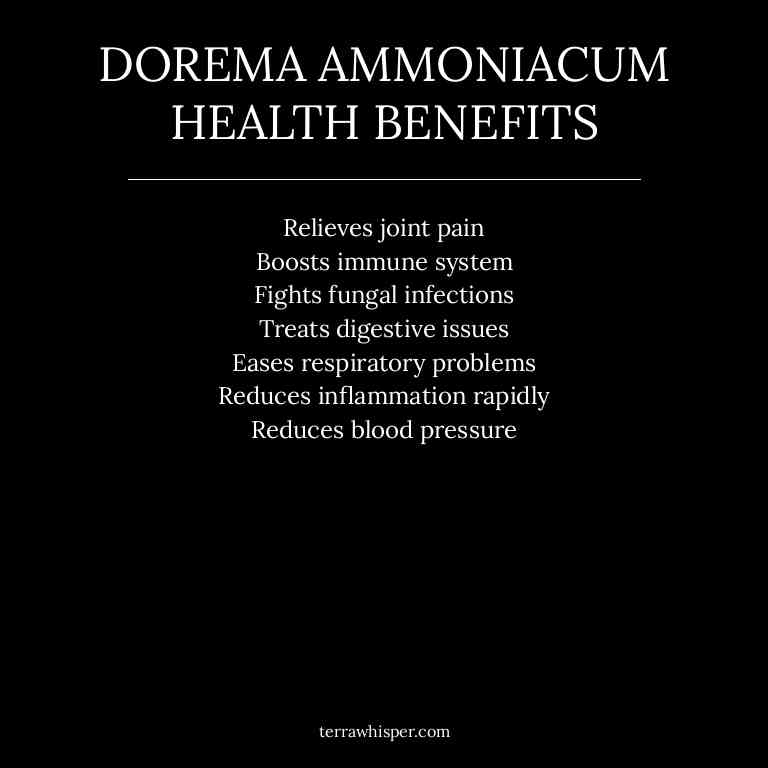 DOREMA AMMONIACUM
HEALTH BENEFITS
Relieves joint pain
Boosts immune system
Fights fungal infections
Treats digestive issues
Eases respiratory problems
Reduces inflammation rapidly
Reduces blood pressure
terrawhisper.com